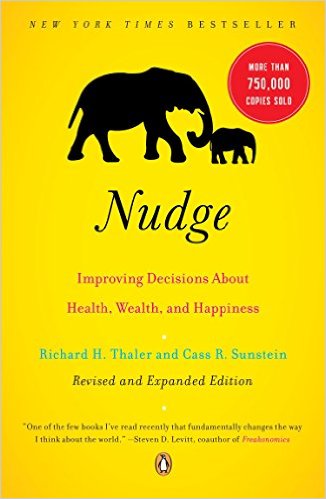 NEW YORK TIMES BESTSELLER
MORE THAN
750,000
COPIES SOLD
Nudge
Improving Decisions About
Health, Wealth, and Happiness
Richard H. Thaler and Cass R. Sunstein
Revised and Expanded Edition
"One of the few books I've read recently that fundamentally changes the way
I think about the world."—Steven D. Levitt, coauthor of Freakonomics